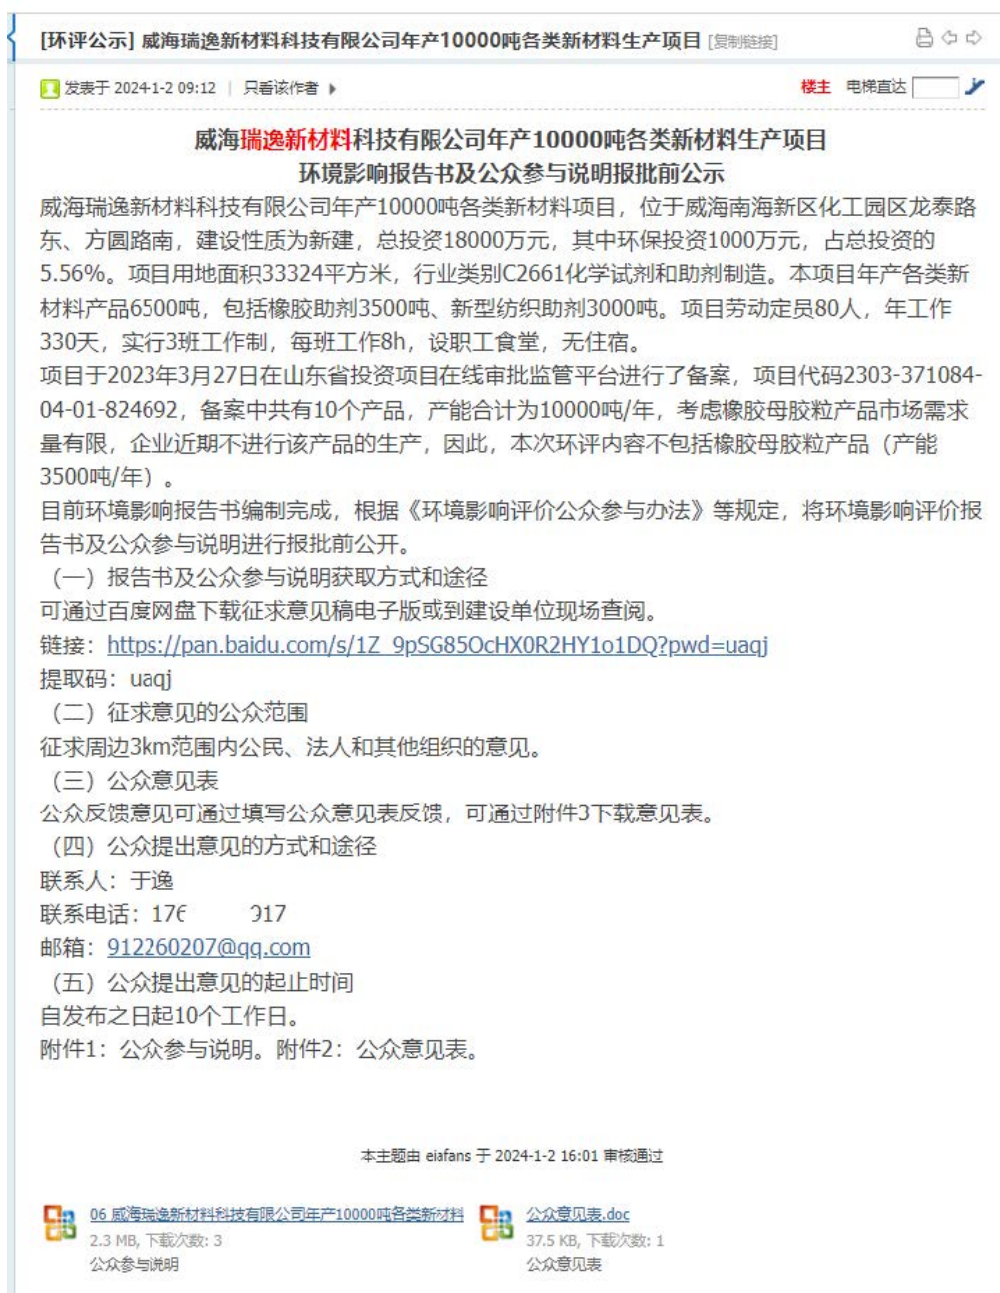 [环评公示] 威海瑞逸新材料科技有限公司年产10000吨各类新材料生产项目 [复制链接]
发表于 2024-1-2 09:12 | 只看该作者
楼主 电梯直达
威海瑞逸新材料科技有限公司年产10000吨各类新材料生产项目
环境影响报告书及公众参与说明报批前公示
威海瑞逸新材料科技有限公司年产10000吨各类新材料项目，位于威海南海新区化工园区龙泰路
东、方圆路南，建设性质为新建，总投资18000万元，其中环保投资1000万元，占总投资的
5.56%。项目用地面积33324平方米，行业类别C2661化学试剂和助剂制造。本项目年产各类新
材料产品6500吨，包括橡胶助剂3500吨、新型纺织助剂3000吨。项目劳动定员80人，年工作
330天，实行3班工作制，每班工作8h，设职工食堂，无住宿。
项目于2023年3月27日在山东省投资项目在线审批监管平台进行了备案，项目代码2303-371084-
04-01-824692，备案中共有10个产品，产能合计为10000吨/年，考虑橡胶母胶粒产品市场需求
量有限，企业近期不进行该产品的生产，因此，本次环评内容不包括橡胶母胶粒产品（产能
3500吨/年）。
目前环境影响报告书编制完成，根据《环境影响评价公众参与办法》等规定，将环境影响评价报
告书及公众参与说明进行报批前公开。
（一）报告书及公众参与说明获取方式和途径
可通过百度网盘下载征求意见稿电子版或到建设单位现场查阅。
链接：https://pan.baidu.com/s/1Z_9pSG85OcHX0R2HY1o1DQ?pwd=uaqj
提取码：uaqj
（二）征求意见的公众范围
征求周边3km范围内公民、法人和其他组织的意见。
（三）公众意见表
公众反馈意见可通过填写公众意见表反馈，可通过附件3下载意见表。
（四）公众提出意见的方式和途径
联系人：于逸
联系电话：176 917
邮箱：912260207@qq.com
（五）公众提出意见的起止时间
自发布之日起10个工作日。
附件1：公众参与说明。附件2：公众意见表。
本主题由 eiafans 于 2024-1-2 16:01 审核通过
06 威海瑞逸新材料科技有限公司年产10000吨各类新材料
2.3 MB, 下载次数: 3
公众参与说明
公众意见表.doc
37.5 KB, 下载次数: 1
公众意见表